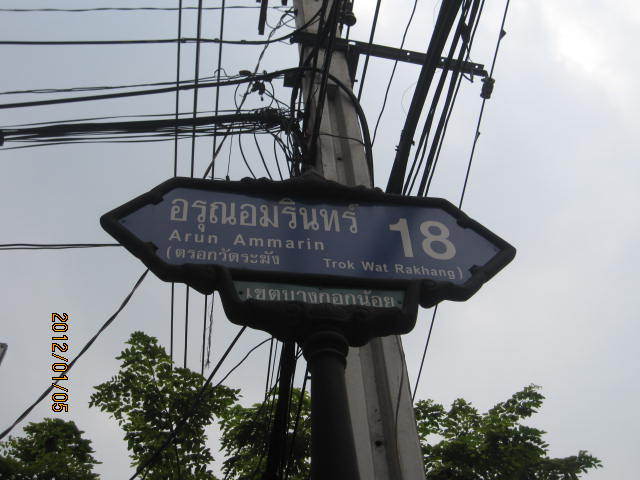 อรุณอมรินทร์ 18
Arun Ammarin
(ตรอกวัดระฆัง Trok Wat Rakhang)
เขตบางกอกน้อย
2012/01/05